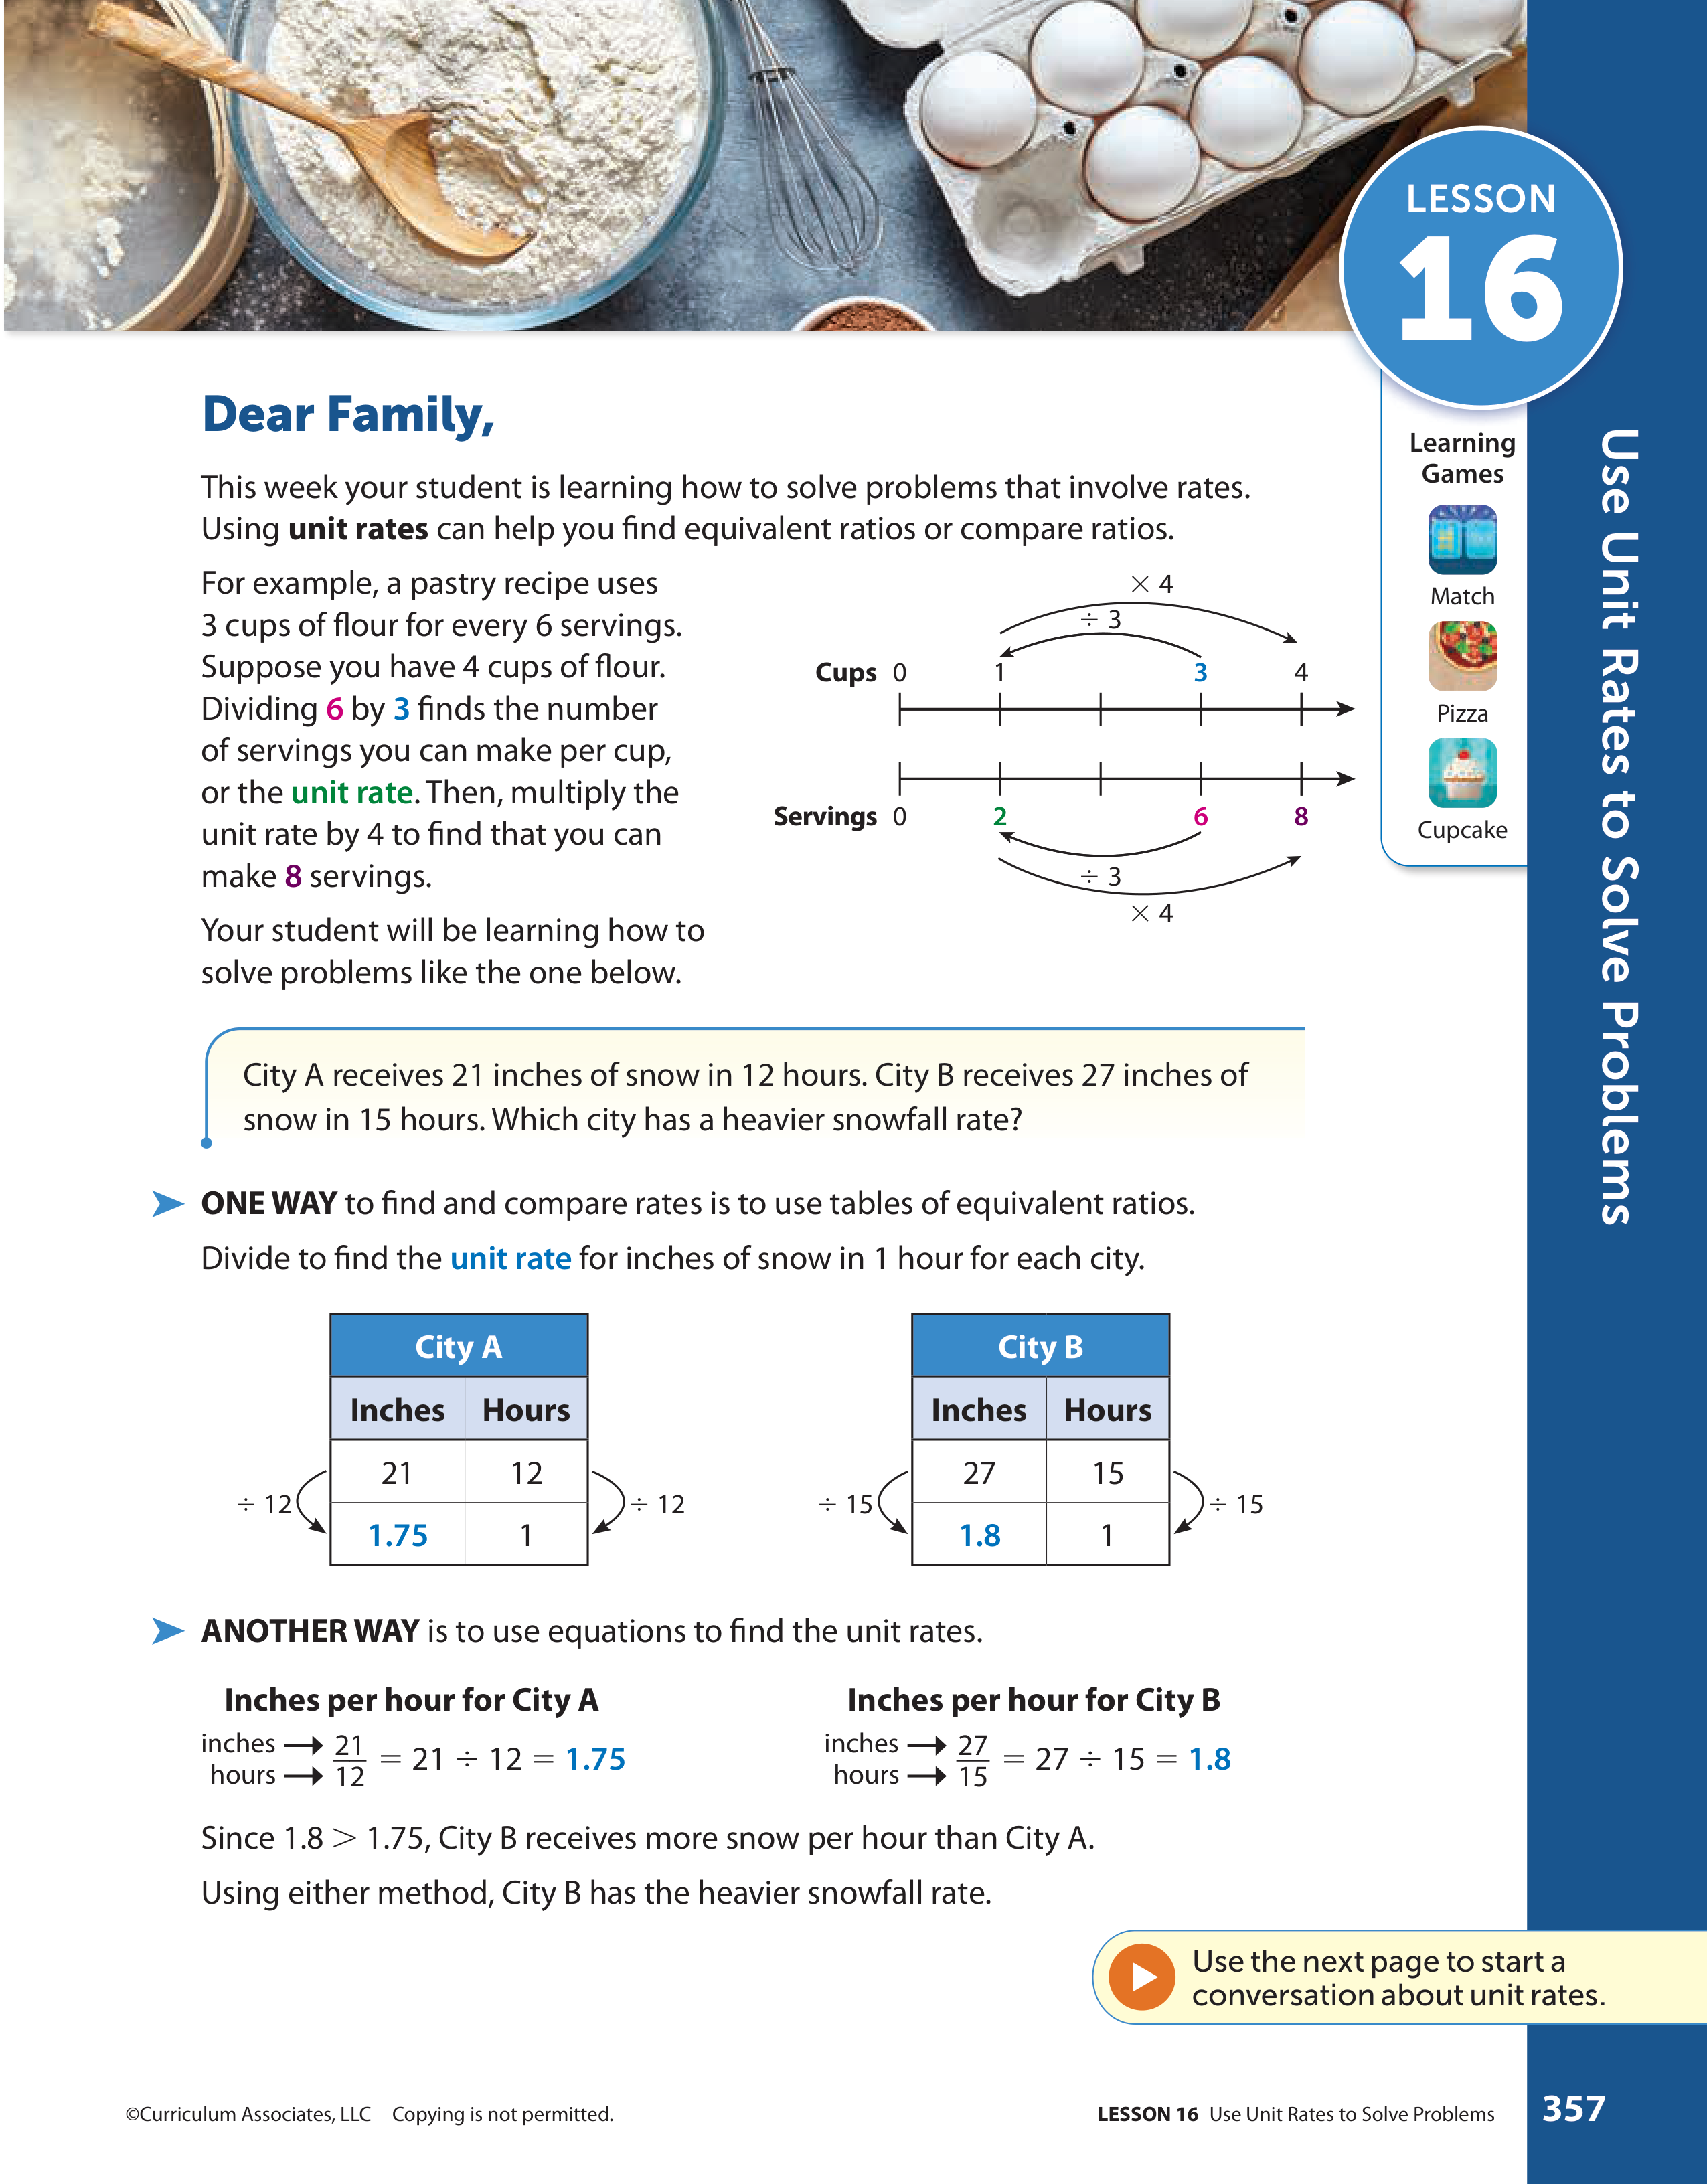 LESSON
16
Use Unit Rates to Solve Problems
Learning
Games
Match
Pizza
Cupcake
Dear Family,
This week your student is learning how to solve problems that involve rates.
Using unit rates can help you find equivalent ratios or compare ratios.
For example, a pastry recipe uses
3 cups of flour for every 6 servings.
Suppose you have 4 cups of flour.
Dividing 6 by 3 finds the number
of servings you can make per cup,
or the unit rate. Then, multiply the
unit rate by 4 to find that you can
make 8 servings.
× 4
÷ 3
Cups 0 1 3 4
Servings 0 2 6 8
÷ 3
× 4
Your student will be learning how to
solve problems like the one below.
City A receives 21 inches of snow in 12 hours. City B receives 27 inches of
snow in 15 hours. Which city has a heavier snowfall rate?
ONE WAY to find and compare rates is to use tables of equivalent ratios.
Divide to find the unit rate for inches of snow in 1 hour for each city.
City A
Inches Hours
21 12
÷ 12 ÷ 12
1.75 1
City B
Inches Hours
27 15
÷ 15 ÷ 15
1.8 1
ANOTHER WAY is to use equations to find the unit rates.
Inches per hour for City A
inches → 21
hours → 12 = 21 ÷ 12 = 1.75
Inches per hour for City B
inches → 27
hours → 15 = 27 ÷ 15 = 1.8
Since 1.8 > 1.75, City B receives more snow per hour than City A.
Using either method, City B has the heavier snowfall rate.
Use the next page to start a
conversation about unit rates.
©Curriculum Associates, LLC Copying is not permitted.
LESSON 16 Use Unit Rates to Solve Problems
357